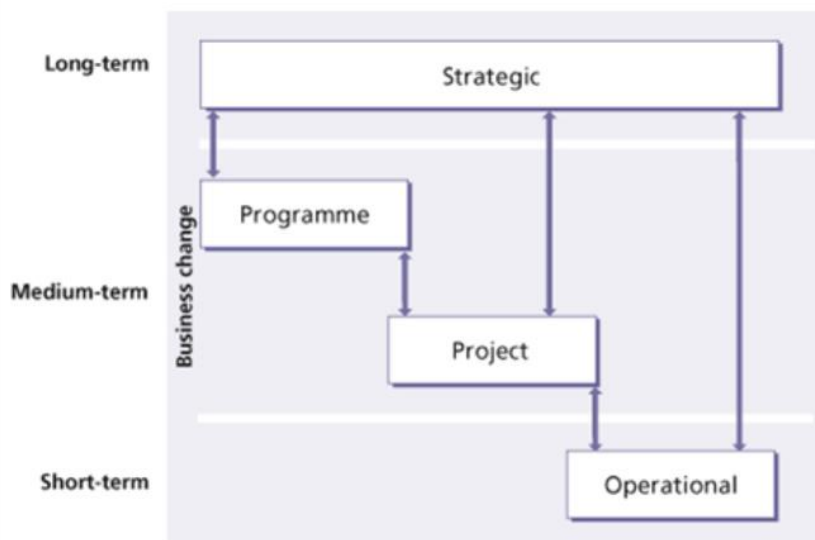 Long-term
Strategic
Programme
Business change
Medium-term
Project
Short-term
Operational